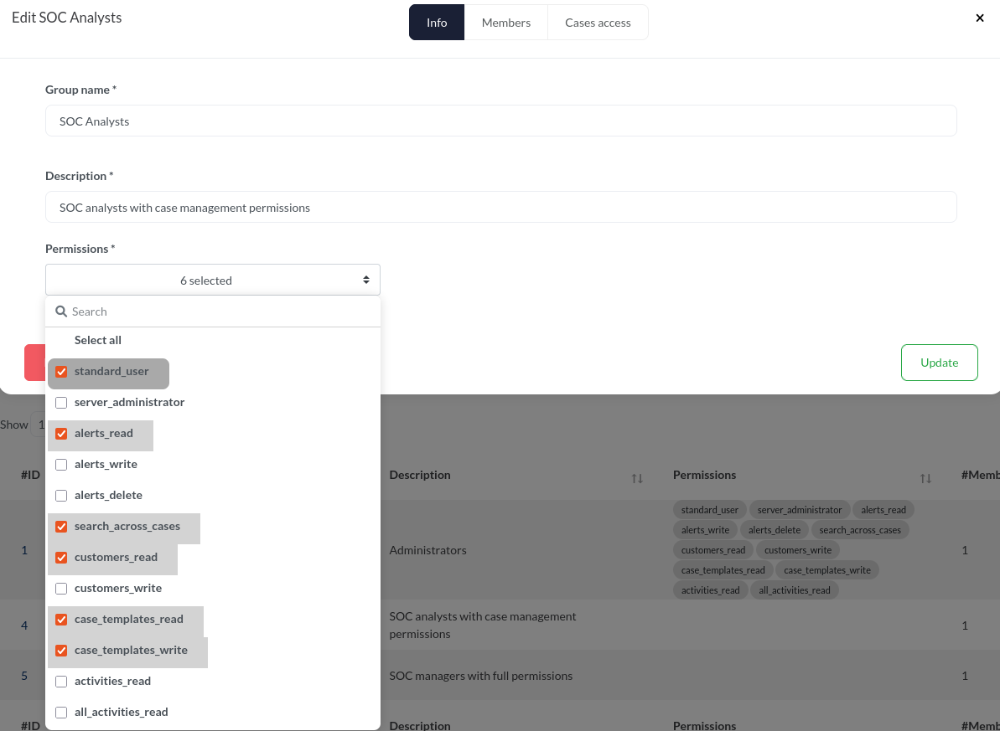 Edit SOC Analysts
Info
Members
Cases access
×
Group name *
SOC Analysts
Description *
SOC analysts with case management permissions
Permissions *
6 selected
Search
Select all
standard_user
server_administrator
alerts_read
alerts_write
alerts_delete
search_across_cases
customers_read
customers_write
case_templates_read
case_templates_write
activities_read
all_activities_read
Update
Show 1
#ID Description Permissions #Memb
1 Administrators 1
standard_user server_administrator alerts_read
alerts_write alerts_delete search_across_cases
customers_read customers_write
case_templates_read case_templates_write
activities_read all_activities_read
4 SOC analysts with case management 1
permissions
5 SOC managers with full permissions 1
#ID Description Permissions #Memb